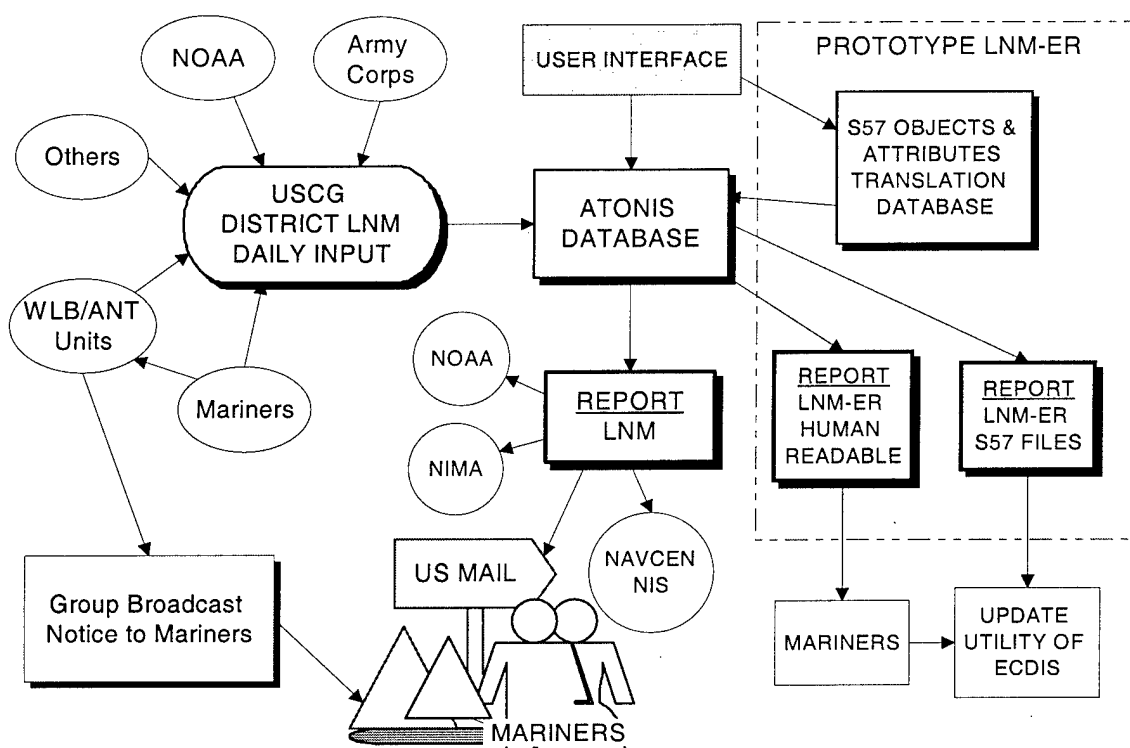 NOAA
Army
Corps
USER INTERFACE
PROTOTYPE LNM-ER
Others
USCG
DISTRICT LNM
DAILY INPUT
ATONIS
DATABASE
S57 OBJECTS &
ATTRIBUTES
TRANSLATION
DATABASE
WLB/ANT
Units
Mariners
NOAA
NIMA
REPORT
LNM
REPORT
LNM-ER
HUMAN
READABLE
REPORT
LNM-ER
S57 FILES
US MAIL
NAVCEN
NIS
Group Broadcast
Notice to Mariners
MARINERS
UPDATE
UTILITY OF
ECDIS
MARINERS